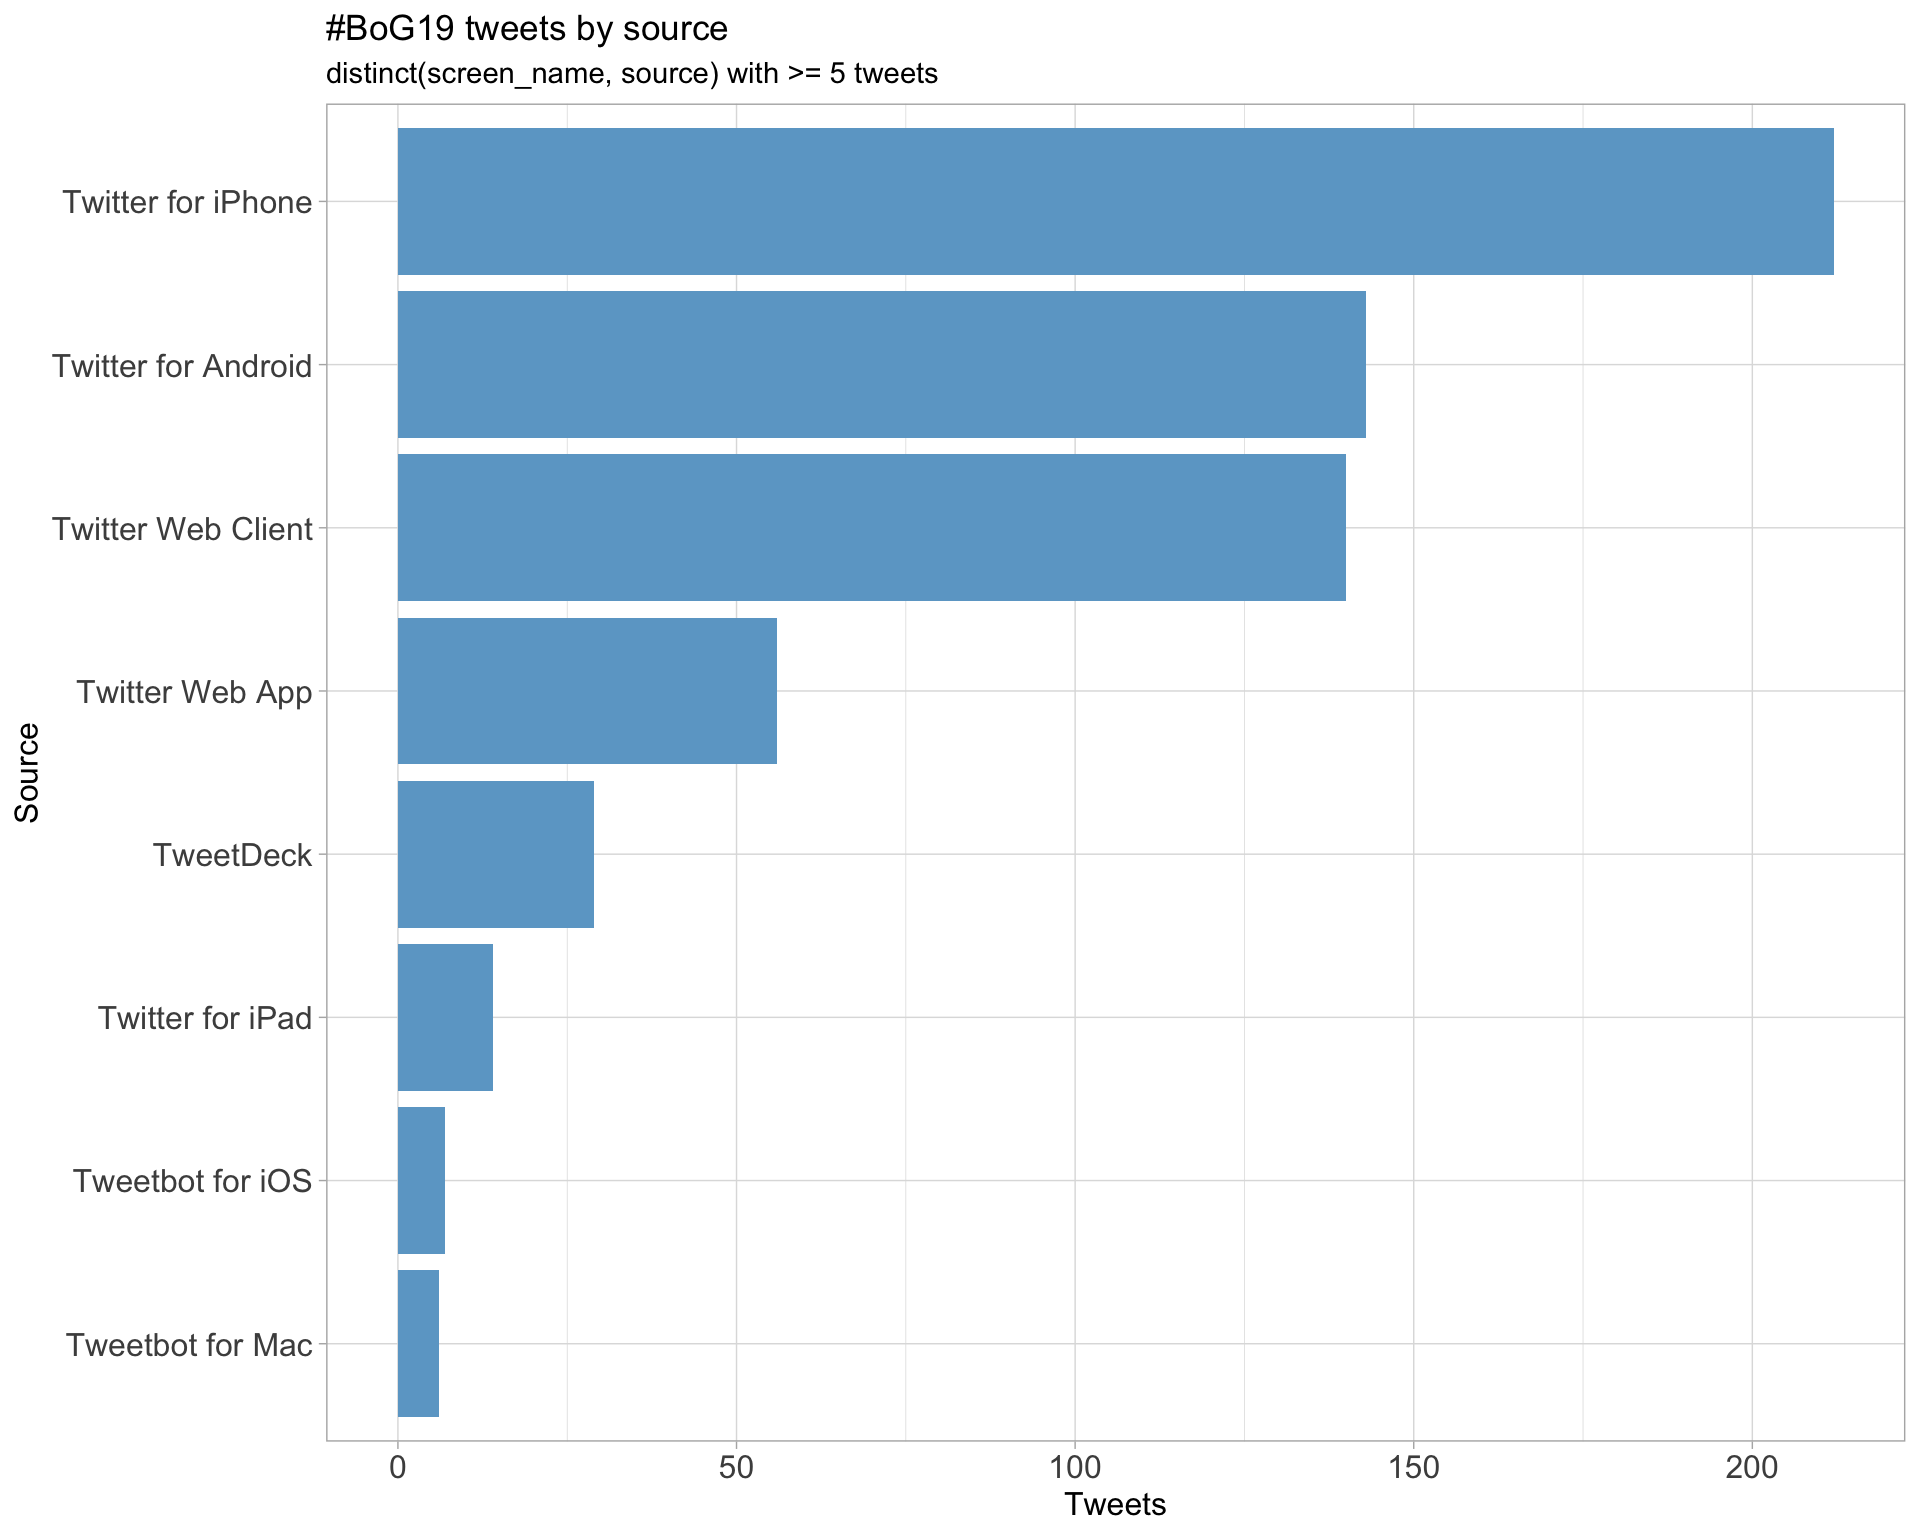 #BoG19 tweets by source
distinct(screen_name, source) with >= 5 tweets
Source
Twitter for iPhone
Twitter for Android
Twitter Web Client
Twitter Web App
TweetDeck
Twitter for iPad
Tweetbot for iOS
Tweetbot for Mac
0 50 100 150 200
Tweets